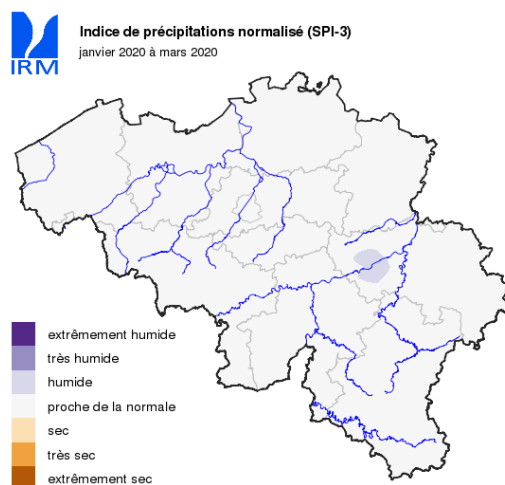 Indice de précipitations normalisé (SPI-3)
janvier 2020 à mars 2020
IRM
extrêmement humide
très humide
humide
proche de la normale
sec
très sec
extrêmement sec